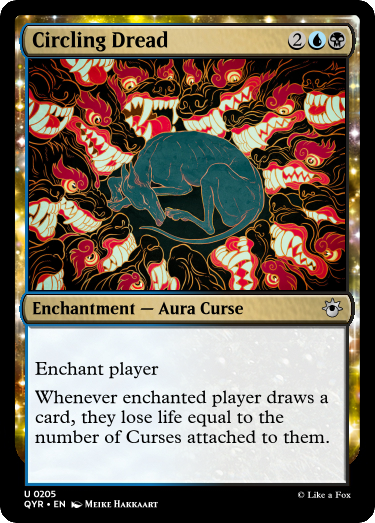 Circling Dread 2
Enchantment — Aura Curse
Enchant player
Whenever enchanted player draws a
card, they lose life equal to the
number of Curses attached to them.
U 0205
QYR • EN Meike Hakkaart
© Like a Fox